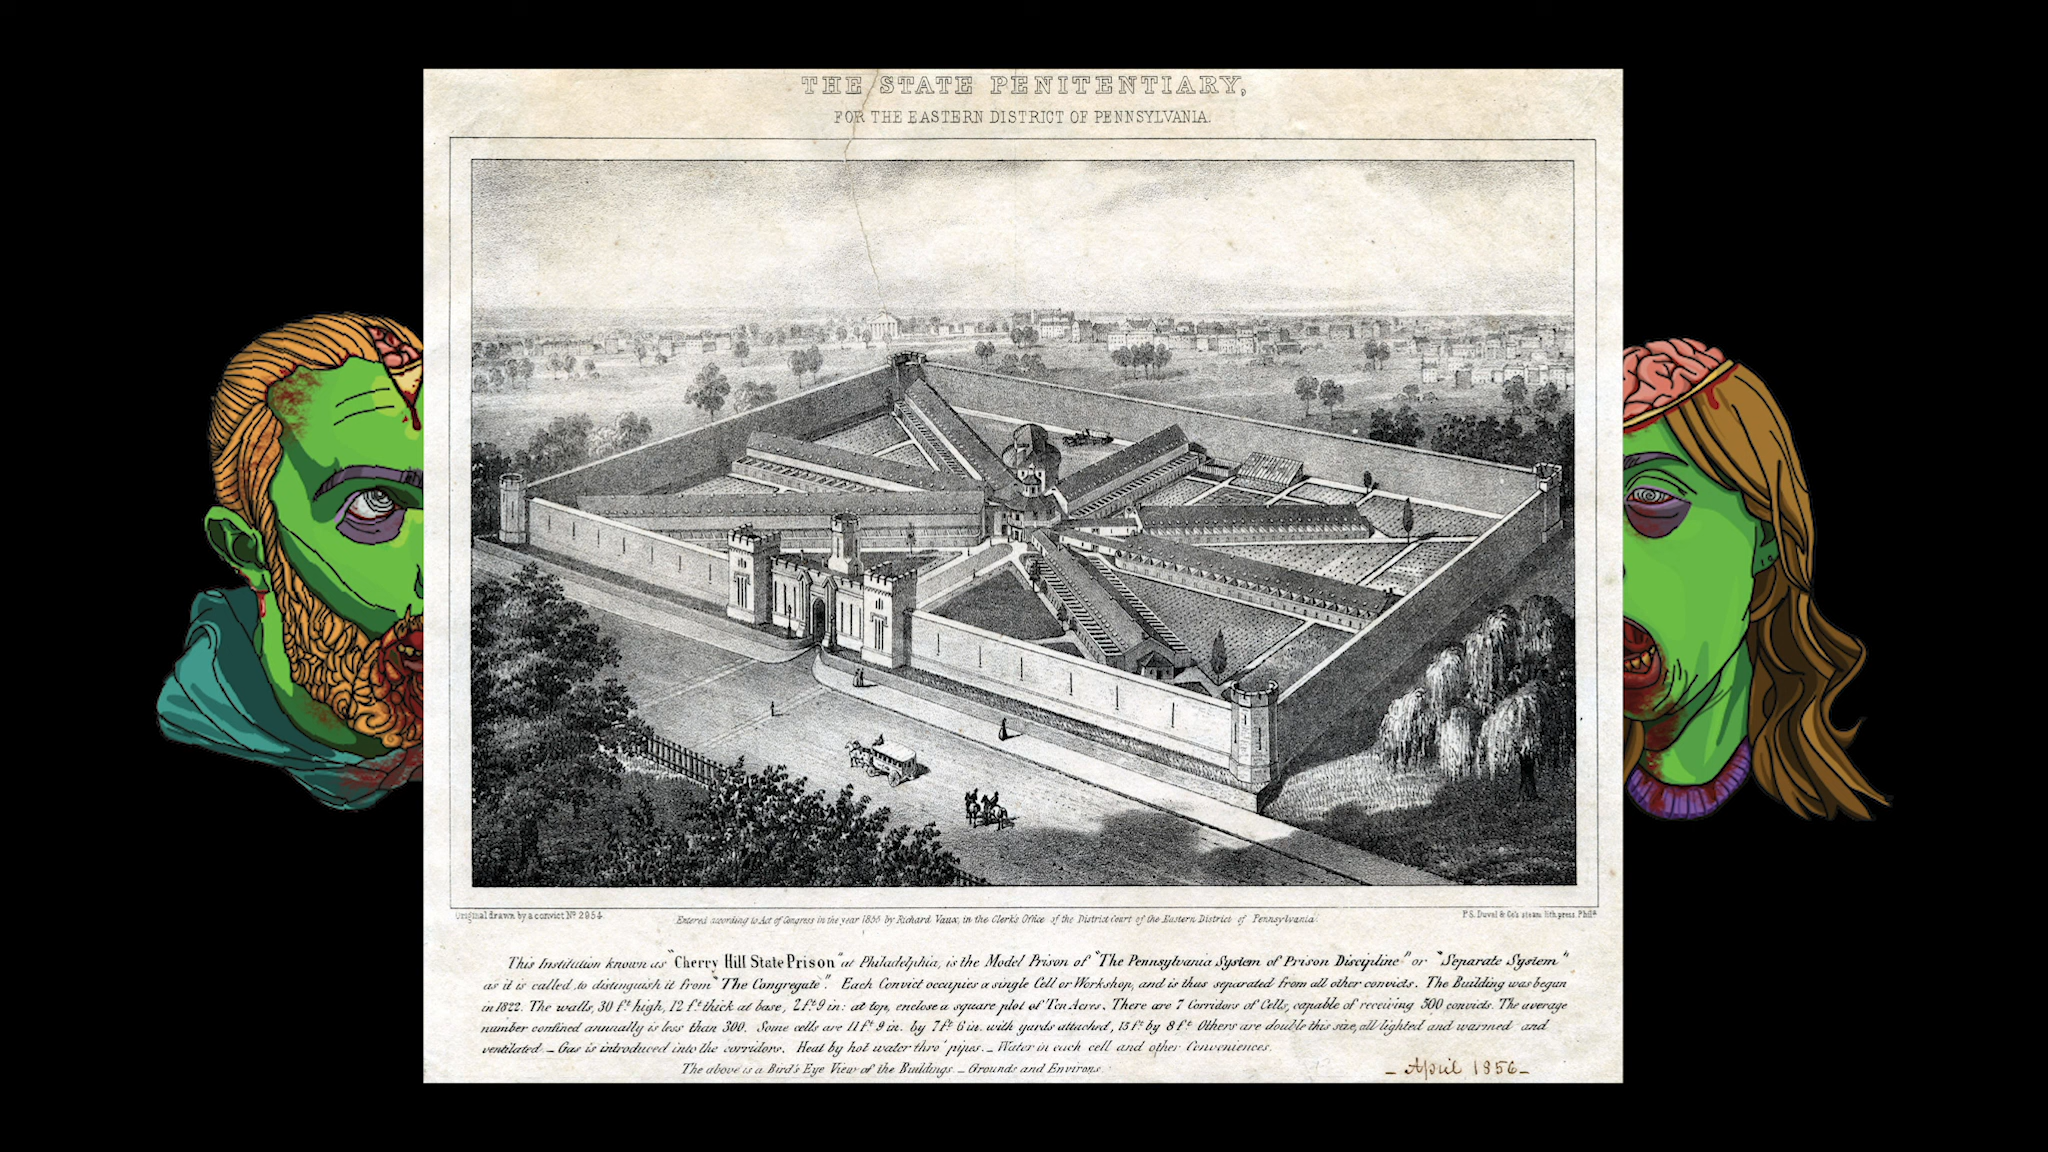 THE STATE PENITENTIARY,
FOR THE EASTERN DISTRICT OF PENNSYLVANIA.
Original drawn by a convict Nº 2954
Entered according to Act of Congress in the year 1855 by Richard Vaux, in the Clerk's Office of the District Court of the Eastern District of Pennsylvania.
P.S. Duval & Co's steam lith. press. Philª
This Institution known as "Cherry Hill State Prison" at Philadelphia, is the Model Prison of "The Pennsylvania System of Prison Discipline" or "Separate System"
as it is called to distinguish it from "The Congregate". Each Convict occupies a single Cell or Workshop, and is thus separated from all other convicts. The Building was begun
in 1822. The walls, 30 ft high, 12 ft thick at base, 2 ft 9 in: at top, enclose a square plot of Ten Acres. There are 7 Corridors of Cells, capable of receiving 500 convicts. The average
number confined annually is less than 300. Some cells are 11 ft 9 in. by 7 ft 6 in. with yards attached, 15 ft by 8 ft Others are double this size, all lighted and warmed and
ventilated. _ Gas is introduced into the corridors. Heat by hot water thro' pipes. _ Water in each cell and other Conveniences.
The above is a Bird's Eye View of the Buildings. _ Grounds and Environs.
_ April 1856 _